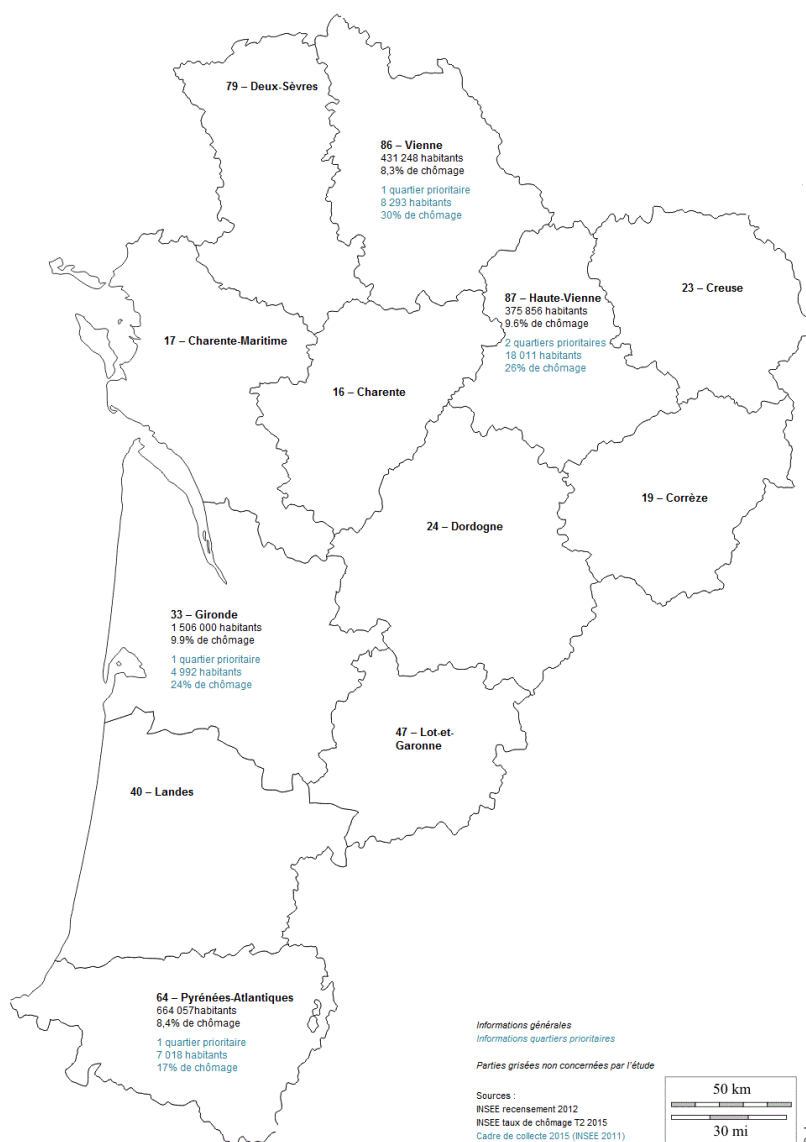 79 – Deux-Sèvres
86 – Vienne
431 248 habitants
8,3% de chômage
1 quartier prioritaire
8 293 habitants
30% de chômage
87 – Haute-Vienne
375 856 habitants
9.6% de chômage
2 quartiers prioritaires
18 011 habitants
26% de chômage
23 – Creuse
17 – Charente-Maritime
16 – Charente
19 – Corrèze
24 – Dordogne
33 – Gironde
1 506 000 habitants
9.9% de chômage
1 quartier prioritaire
4 992 habitants
24% de chômage
47 – Lot-et-
Garonne
40 – Landes
64 – Pyrénées-Atlantiques
664 057habitants
8,4% de chômage
1 quartier prioritaire
7 018 habitants
17% de chômage
Informations générales
Informations quartiers prioritaires
Parties grisées non concernées par l'étude
Sources :
INSEE recensement 2012
INSEE taux de chômage T2 2015
Cadre de collecte 2015 (INSEE 2011)
50 km
30 mi